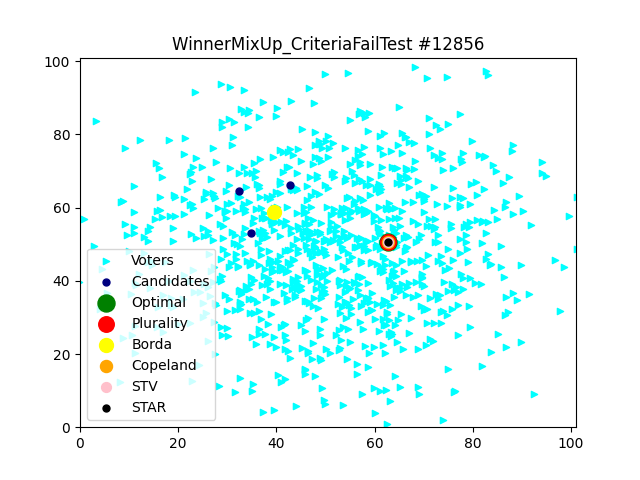 WinnerMixUp_CriteriaFailTest #12856
100
80
60
40
20
0
0
20
40
60
80
100
Voters
Candidates
Optimal
Plurality
Borda
Copeland
STV
STAR